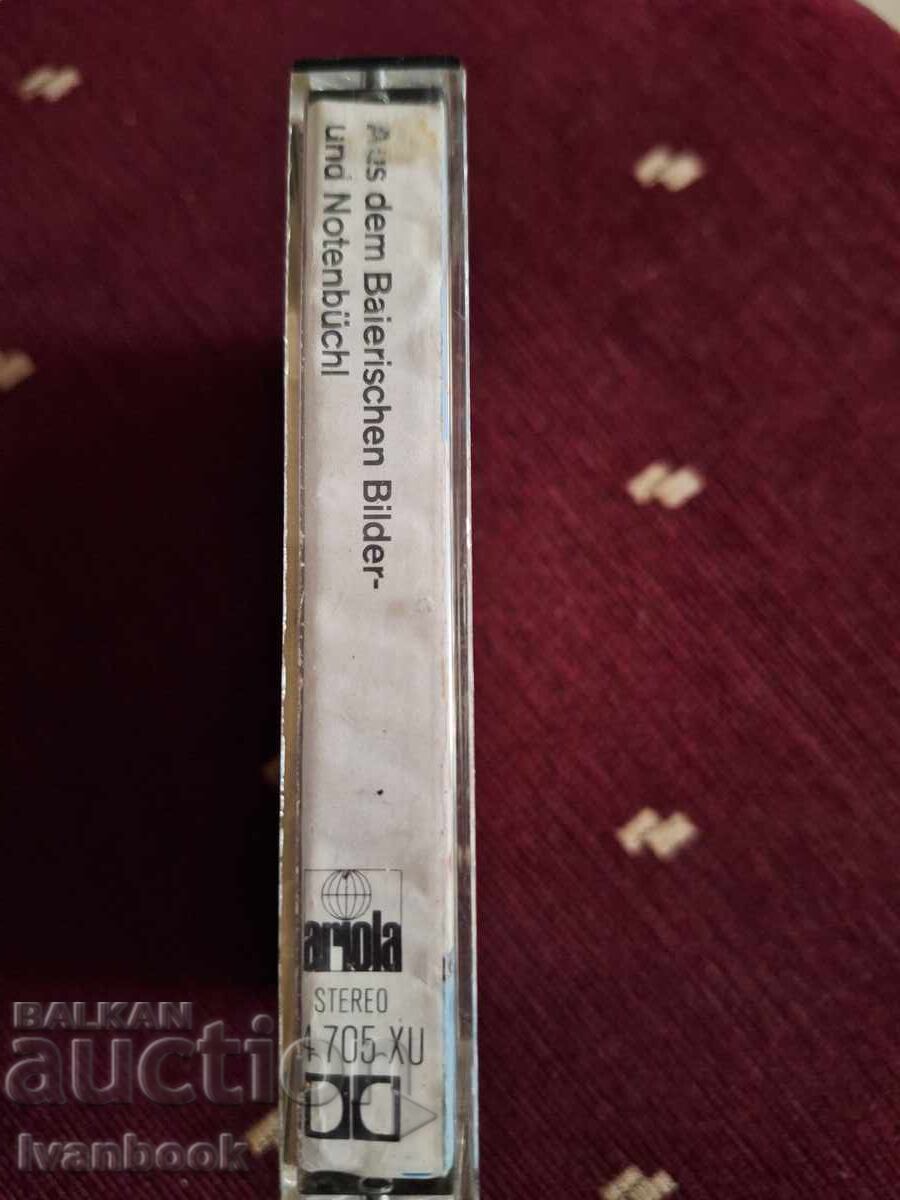 Aus dem Baierischen Bilder-
und Notenbüchl
ariola
STEREO
4 705 XU
BALKAN
auction
Ivanbook